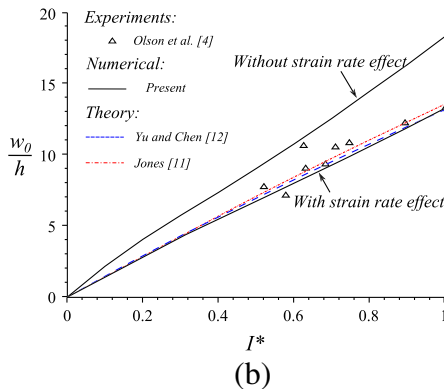 Experiments:
Olson et al. [4]
Numerical:
Present
Theory:
Yu and Chen [12]
Jones [11]
Without strain rate effect
With strain rate effect
w0
h
20
15
10
5
0
0
0.2
0.4
0.6
0.8
1
I*
(b)